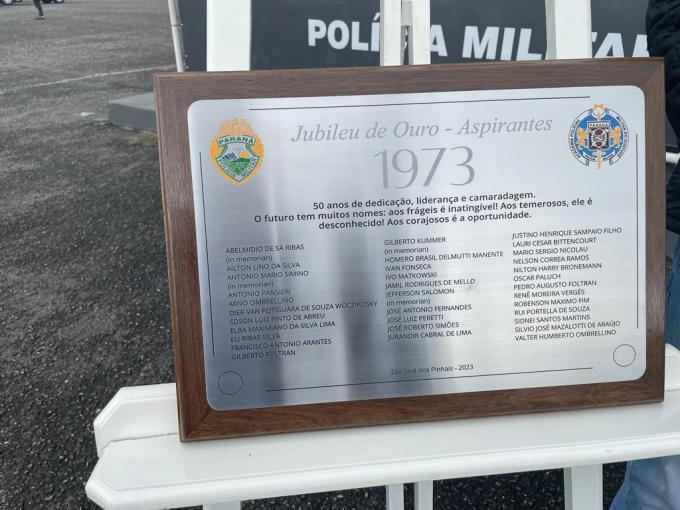 POLÍCIA MILITAR
PARANÁ
Jubileu de Ouro - Aspirantes
1973
50 anos de dedicação, liderança e camaradagem.
O futuro tem muitos nomes: aos frágeis é inatingível! Aos temerosos, ele é
desconhecido! Aos corajosos é a oportunidade.
ABELMIDIO DE SÁ RIBAS
(in memorian)
AILTON LINO DA SILVA
ANTONIO MARIO SIMINO
(in memorian)
ANTONIO PANSIERI
ARNO OMBRELLINO
DIER VAN POTIGUARA DE SOUZA WOCZIKOSKY
EDSON LUIZ PINTO DE ABREU
ELBA MAXIMIANO DA SILVA LIMA
ELI RIBAS SILVA
FRANCISCO ANTONIO ARANTES
GILBERTO FOLTRAN
GILBERTO KUMMER
(in memorian)
HOMERO BRASIL DELMUTTI MANENTE
IVAN FONSECA
IVO MATKOWSKI
JAMIL RODRIGUES DE MELLO
JEFFERSON SALOMON
(in memorian)
JOSÉ ANTONIO FERNANDES
JOSÉ LUIZ PERETTI
JOSÉ ROBERTO SIMÕES
JURANDIR CABRAL DE LIMA
JUSTINO HENRIQUE SAMPAIO FILHO
LAURI CESAR BITTENCOURT
MARIO SERGIO NICOLAU
NELSON CORREA RAMOS
NILTON HARRY BRONEMANN
OSCAR PALUCH
PEDRO AUGUSTO FOLTRAN
RENÊ MOREIRA VERGÉS
ROBENSON MAXIMO FIM
RUI PORTELLA DE SOUZA
SIDNEI SANTOS MARTINS
SILVIO JOSÉ MAZALOTTI DE ARAÚJO
VALTER HUMBERTO OMBRELLINO
São José dos Pinhais - 2023